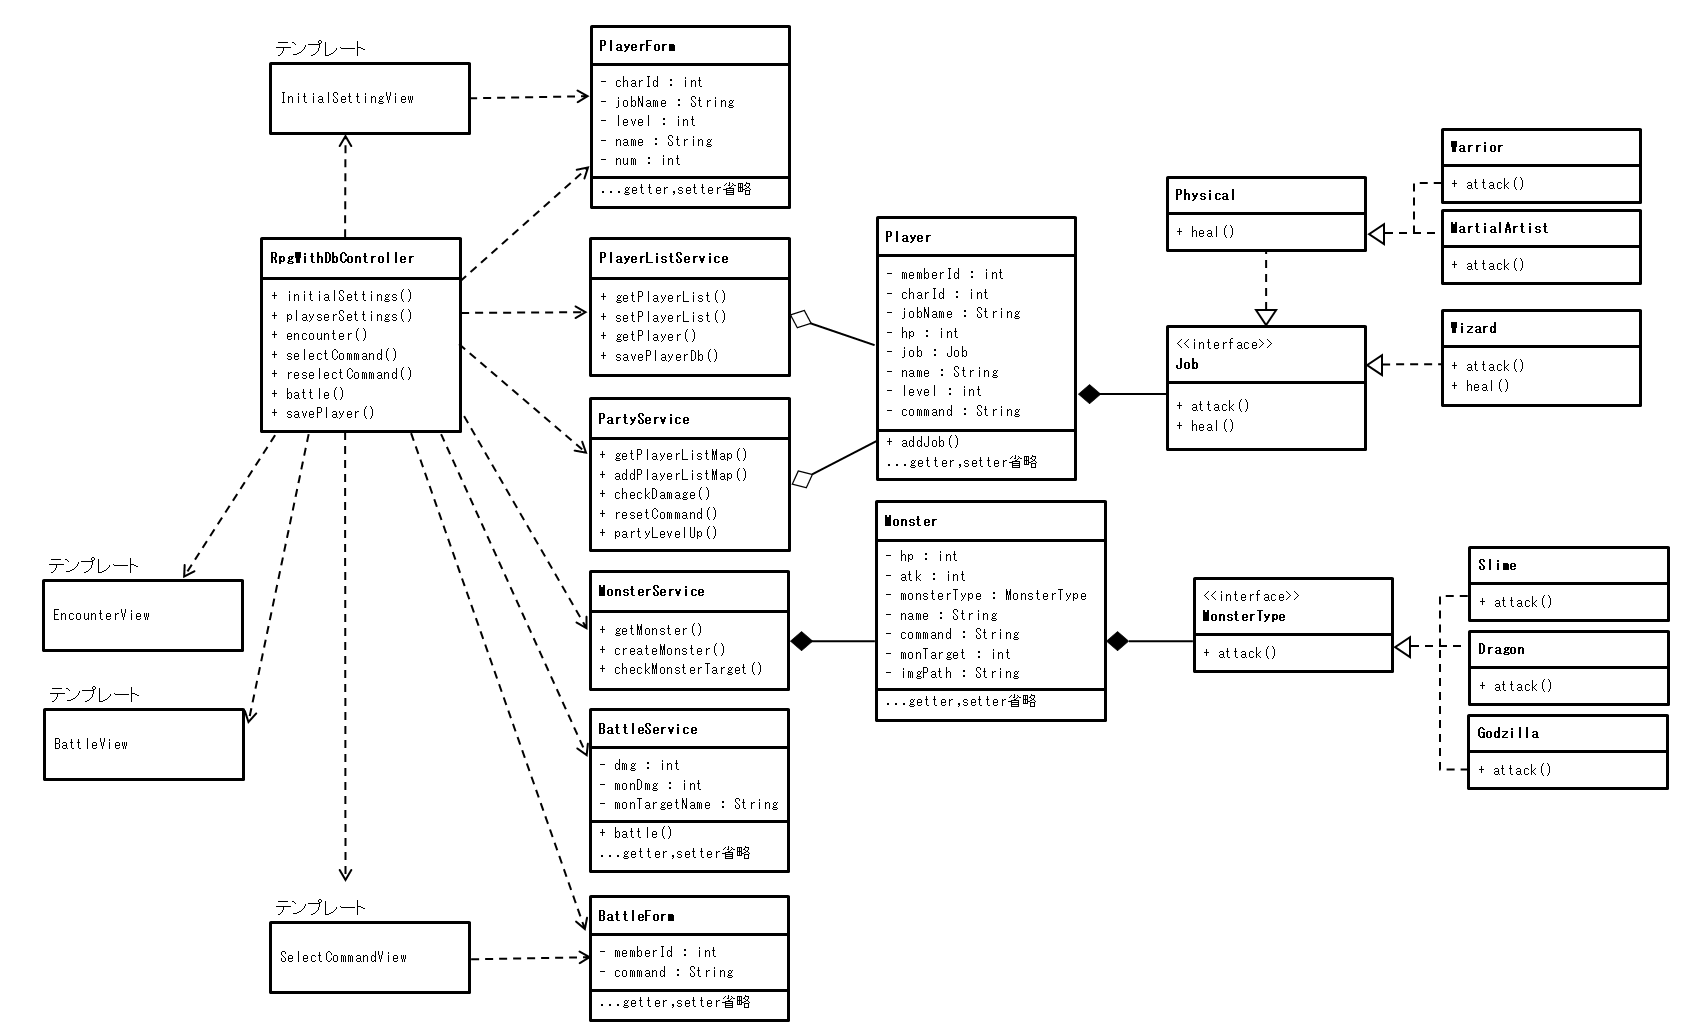 テンプレート
InitialSettingView
PlayerForm
- charId : int
- jobName : String
- level : int
- name : String
- num : int
...getter,setter省略
RpgWithDbController
+ initialSettings()
+ playserSettings()
+ encounter()
+ selectCommand()
+ reselectCommand()
+ battle()
+ savePlayer()
PlayerListService
+ getPlayerList()
+ setPlayerList()
+ getPlayer()
+ savePlayerDb()
PartyService
+ getPlayerListMap()
+ addPlayerListMap()
+ checkDamage()
+ resetCommand()
+ partyLevelUp()
MonsterService
+ getMonster()
+ createMonster()
+ checkMonsterTarget()
BattleService
- dmg : int
- monDmg : int
- monTargetName : String
+ battle()
...getter,setter省略
BattleForm
- memberId : int
- command : String
...getter,setter省略
テンプレート
EncounterView
テンプレート
BattleView
テンプレート
SelectCommandView
Player
- memberId : int
- charId : int
- jobName : String
- hp : int
- job : Job
- name : String
- level : int
- command : String
+ addJob()
...getter,setter省略
Monster
- hp : int
- atk : int
- monsterType : MonsterType
- name : String
- command : String
- monTarget : int
- imgPath : String
...getter,setter省略
Physical
+ heal()
<<interface>>
Job
+ attack()
+ heal()
Warrior
+ attack()
MartialArtist
+ attack()
Wizard
+ attack()
+ heal()
<<interface>>
MonsterType
+ attack()
Slime
+ attack()
Dragon
+ attack()
Godzilla
+ attack()